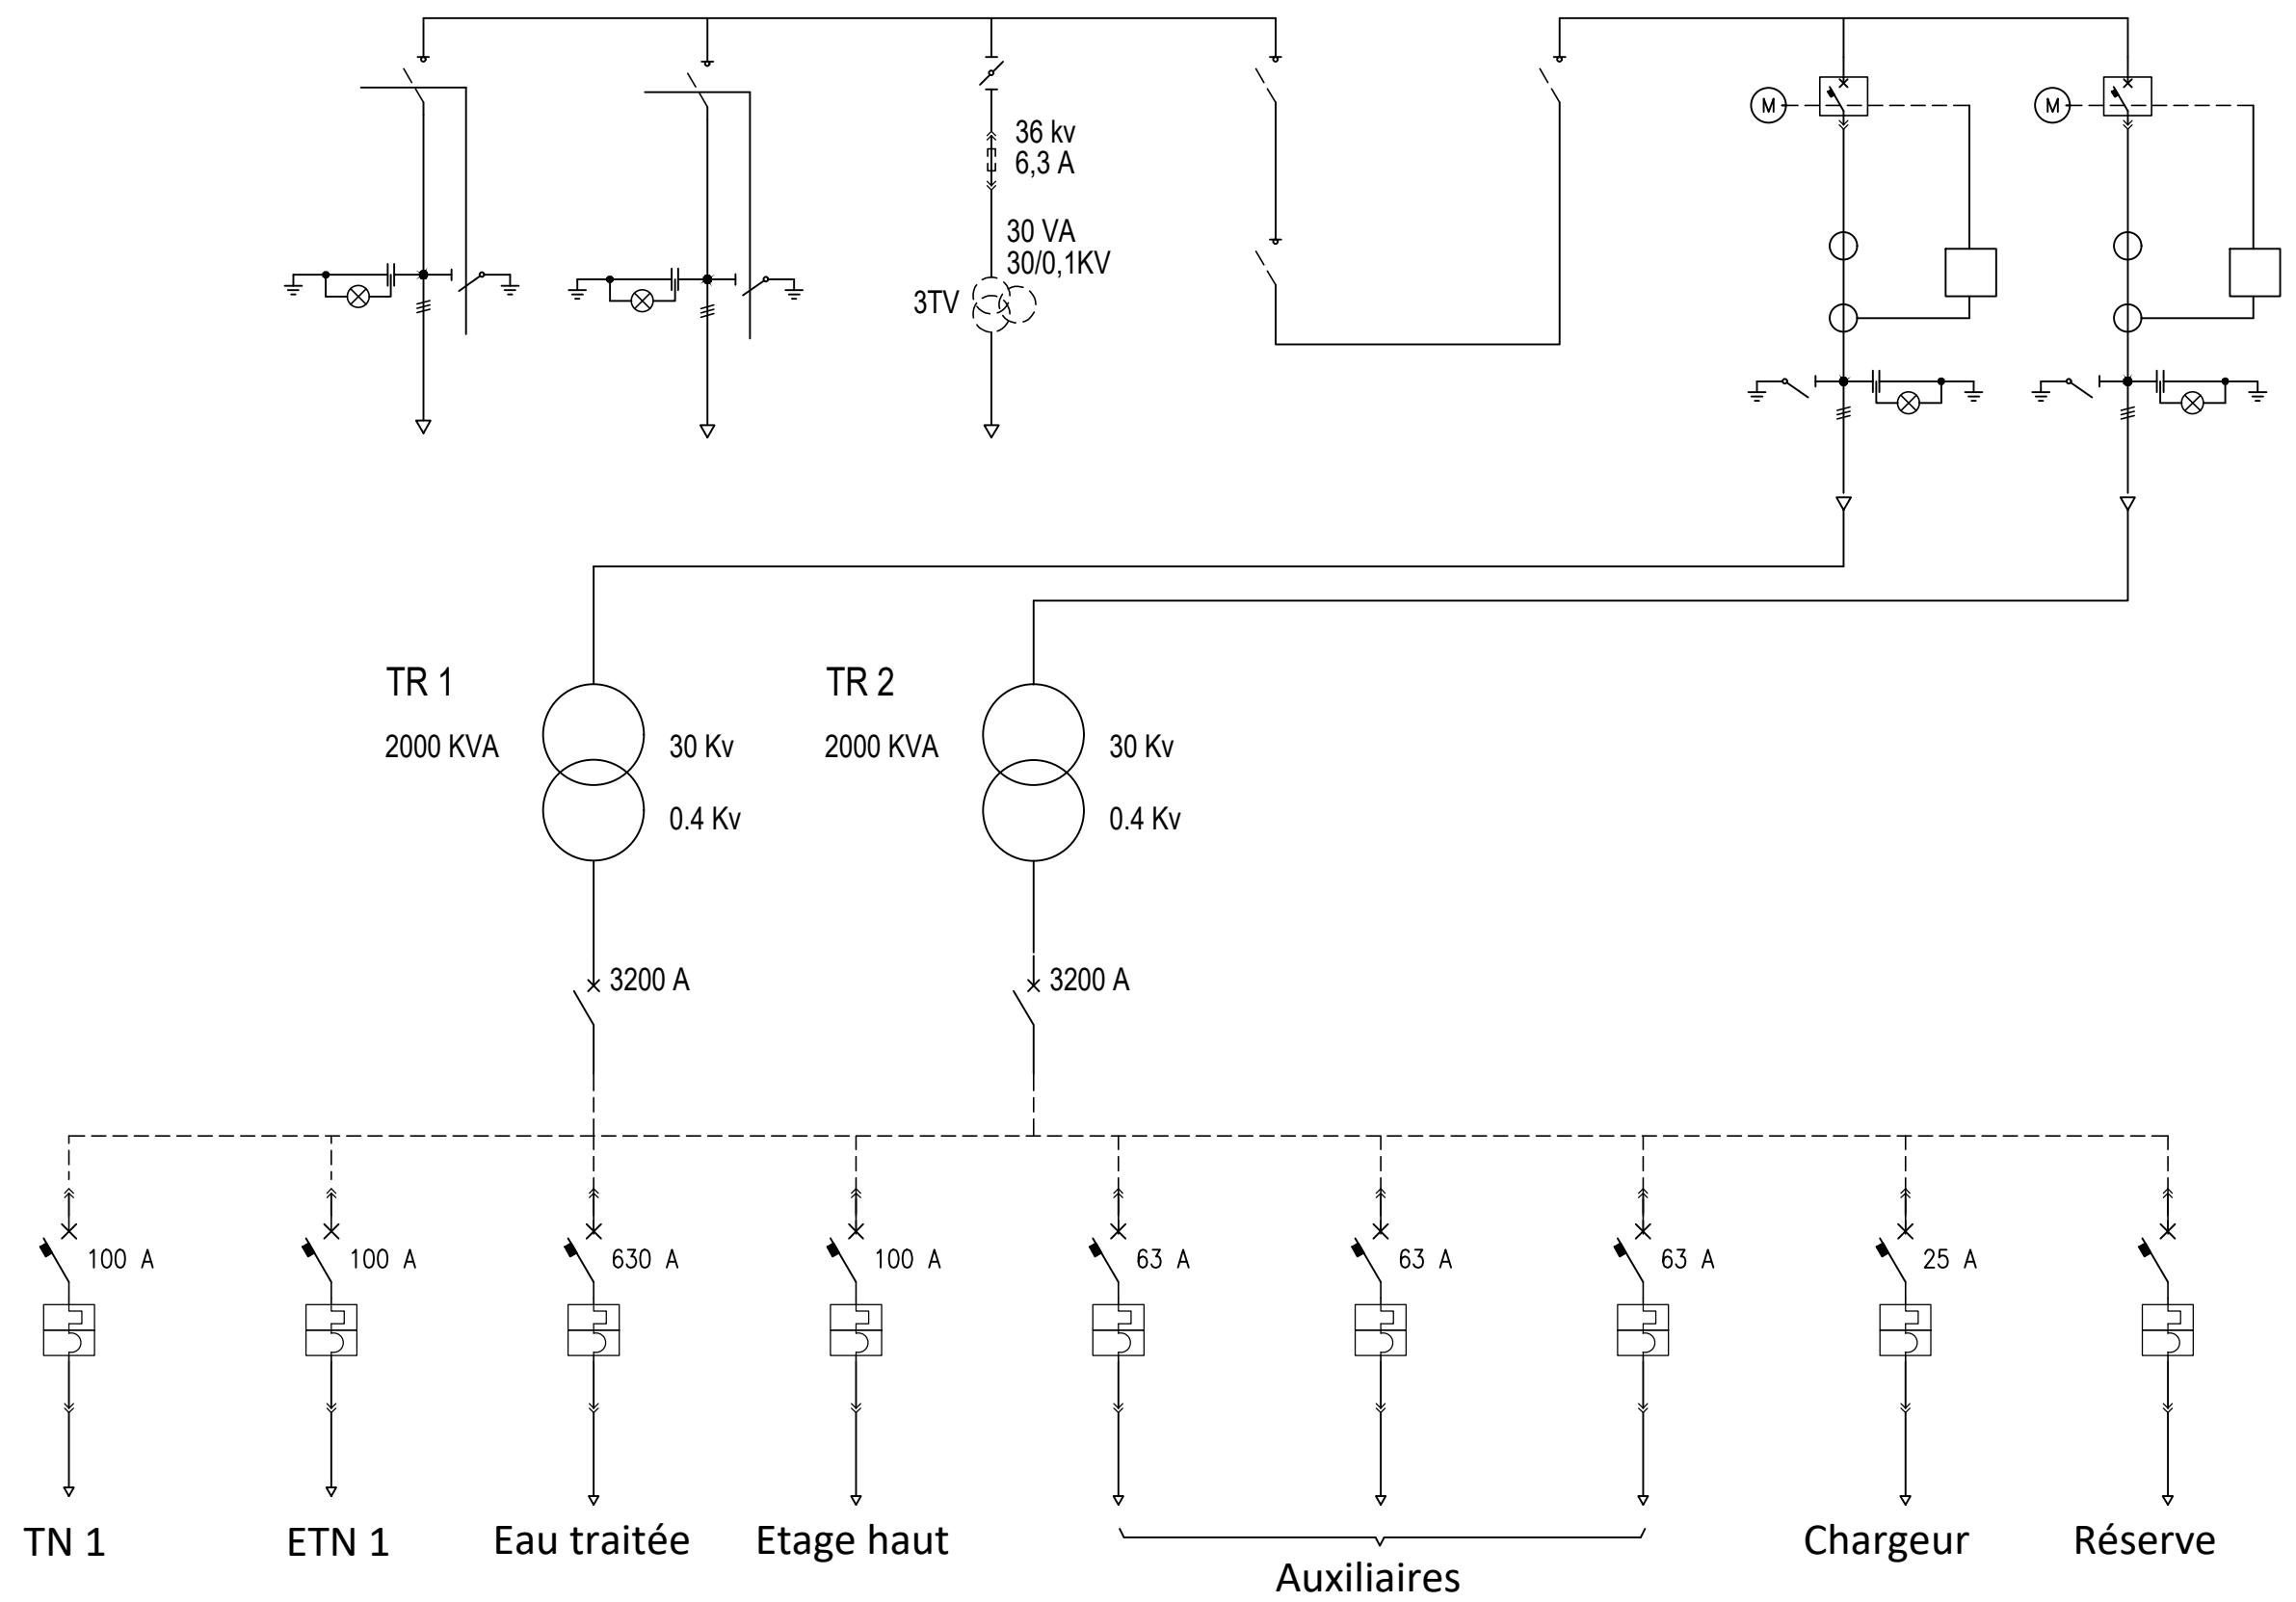 M
M
36 kv
6,3 A
30 VA
30/0,1KV
3TV
TR 1
TR 2
2000 KVA
30 Kv
2000 KVA
30 Kv
0.4 Kv
0.4 Kv
3200 A
3200 A
100 A
100 A
630 A
100 A
63 A
63 A
63 A
25 A
TN 1
ETN 1
Eau traitée
Etage haut
Chargeur
Réserve
Auxiliaires